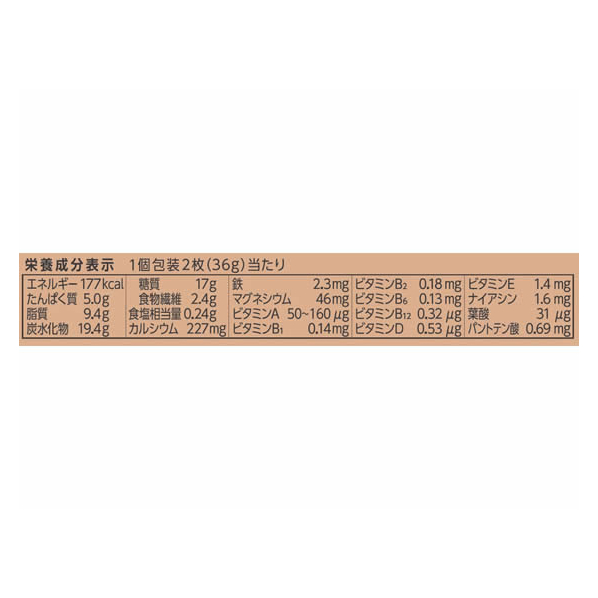 栄養成分表示 1個包装2枚(36g)当たり
エネルギー 177kcal
たんぱく質 5.0g
脂質 9.4g
炭水化物 19.4g
糖質 17g
食物繊維 2.4g
食塩相当量 0.24g
カルシウム 227mg
鉄 2.3mg
マグネシウム 46mg
ビタミンA 50~160μg
ビタミンB1 0.14mg
ビタミンB2 0.18mg
ビタミンB6 0.13mg
ビタミンB12 0.32μg
ビタミンD 0.53μg
ビタミンE 1.4mg
ナイアシン 1.6mg
葉酸 31μg
パントテン酸 0.69mg